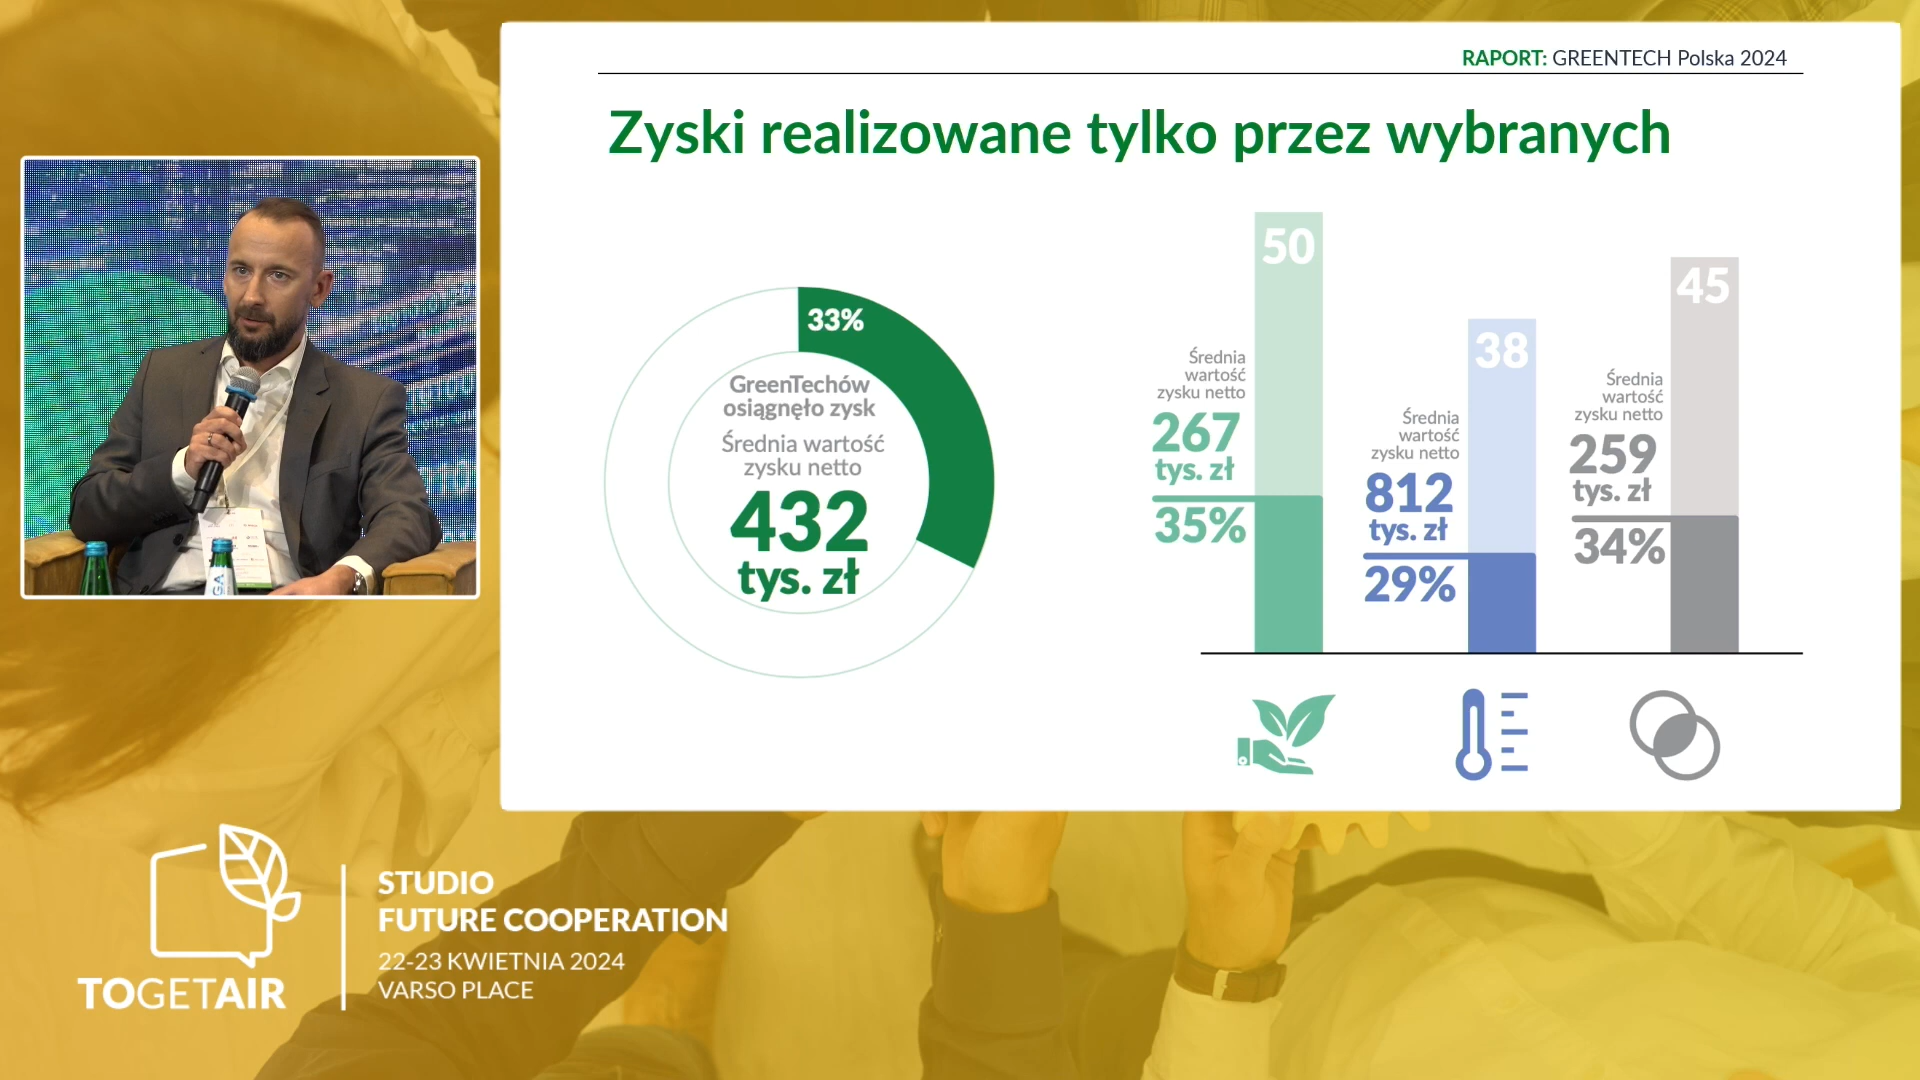 RAPORT: GREENTECH Polska 2024
Zyski realizowane tylko przez wybranych
33%
GreenTechów
osiągnęło zysk
Średnia wartość
zysku netto
432
tys. zł
50
Średnia
wartość
zysku netto
267
tys. zł
35%
38
Średnia
wartość
zysku netto
812
tys. zł
29%
45
Średnia
wartość
zysku netto
259
tys. zł
34%
TOGETAIR
STUDIO
FUTURE COOPERATION
22-23 KWIETNIA 2024
VARSO PLACE